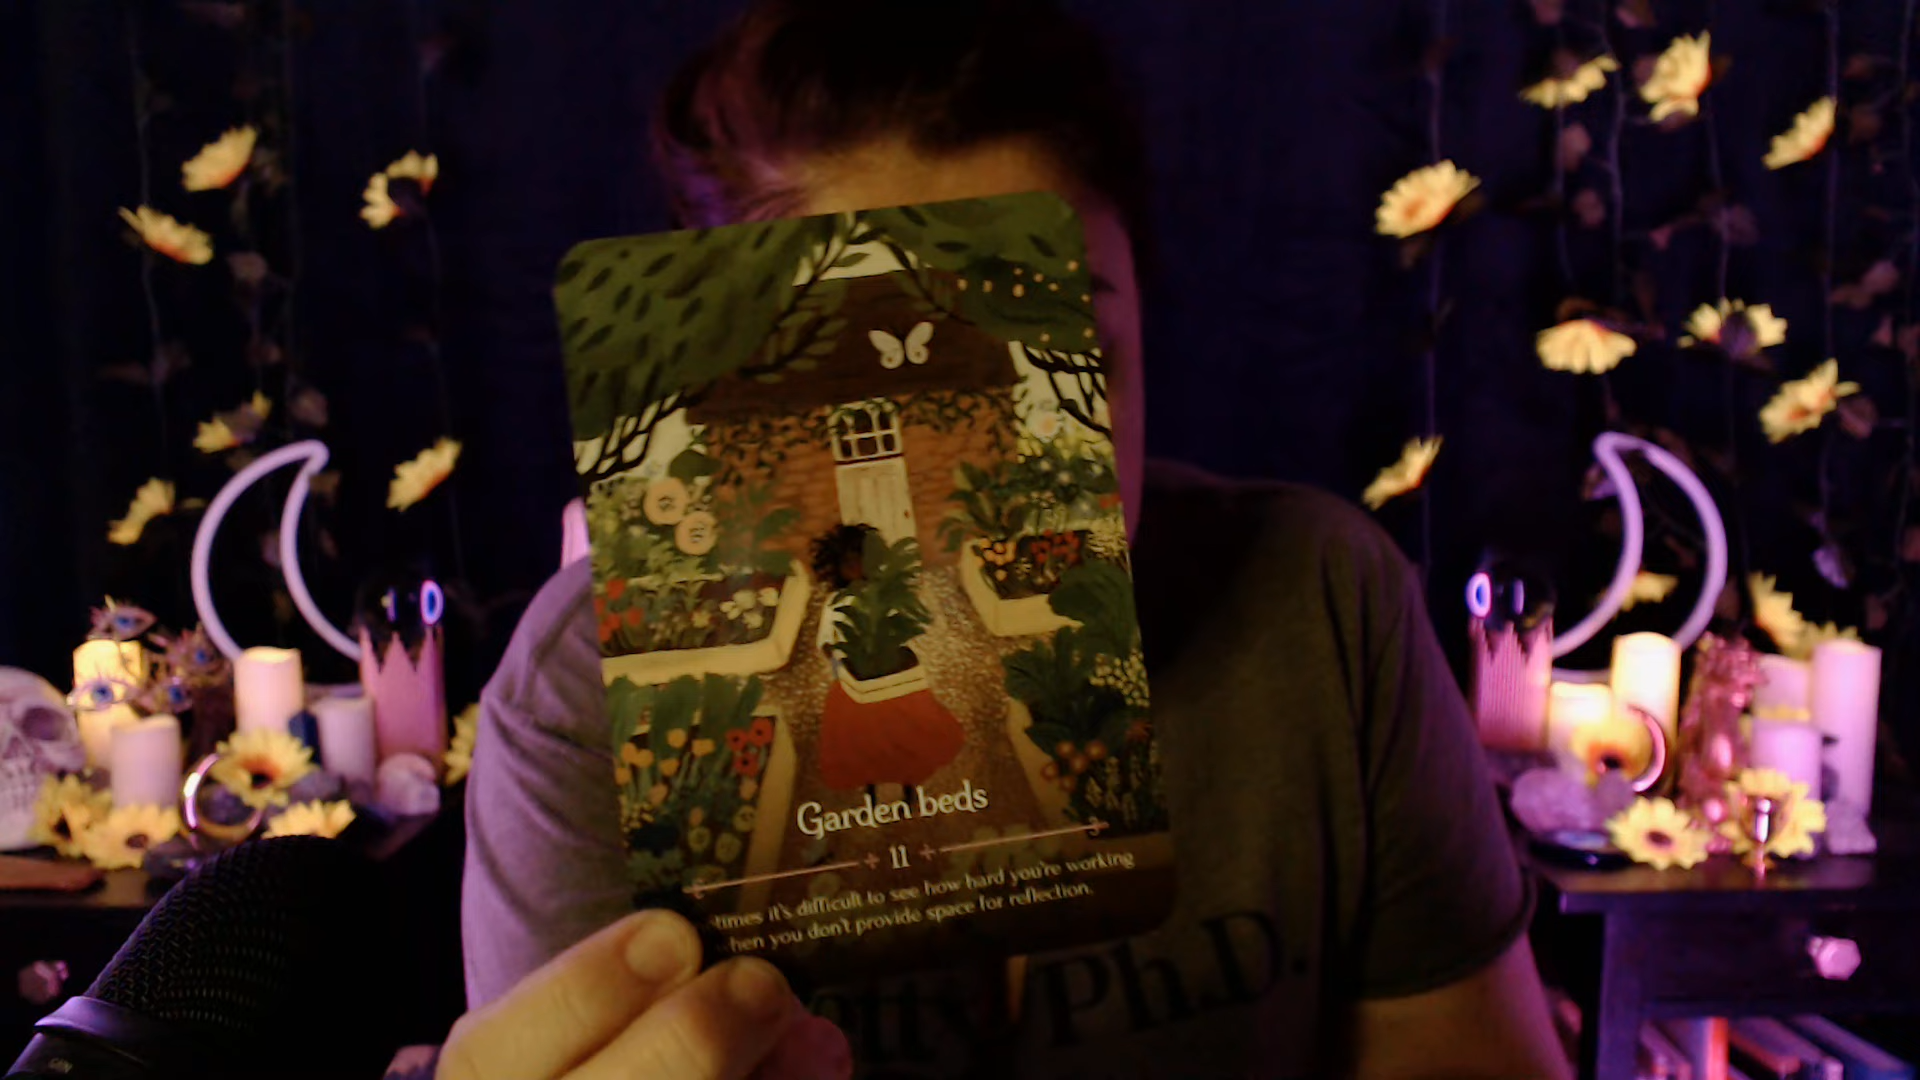 Garden beds
11
times it's difficult to see how hard you're working
hen you don't provide space for reflection.
otty Ph.D.